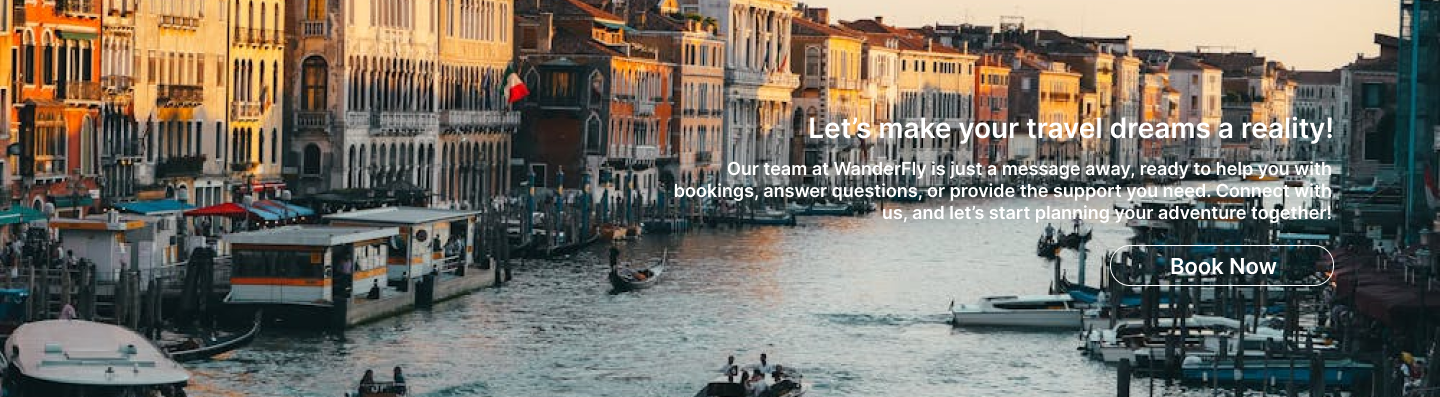 Let’s make your travel dreams a reality!
Our team at WanderFly is just a message away, ready to help you with
bookings, answer questions, or provide the support you need. Connect with
us, and let’s start planning your adventure together!
Book Now